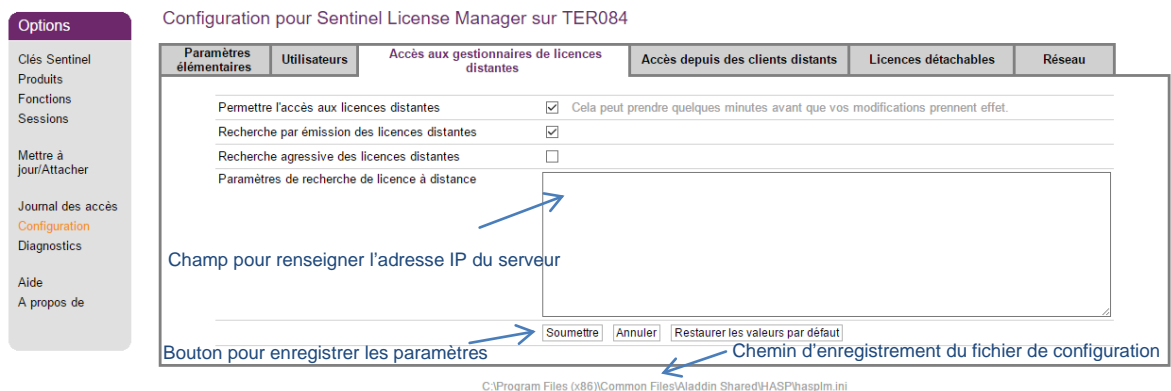 Configuration pour Sentinel License Manager sur TER084
Options
Clés Sentinel
Produits
Fonctions
Sessions
Mettre à
jour/Attacher
Journal des accès
Configuration
Diagnostics
Aide
A propos de
Paramètres
élémentaires
Utilisateurs
Accès aux gestionnaires de licences
distantes
Accès depuis des clients distants
Licences détachables
Réseau
Permettre l'accès aux licences distantes
Cela peut prendre quelques minutes avant que vos modifications prennent effet.
Recherche par émission des licences distantes
Recherche agressive des licences distantes
Paramètres de recherche de licence à distance
Champ pour renseigner l’adresse IP du serveur
Soumettre Annuler Restaurer les valeurs par défaut
Bouton pour enregistrer les paramètres
Chemin d’enregistrement du fichier de configuration
C:\Program Files (x86)\Common Files\Aladdin Shared\HASP\hasplm.ini